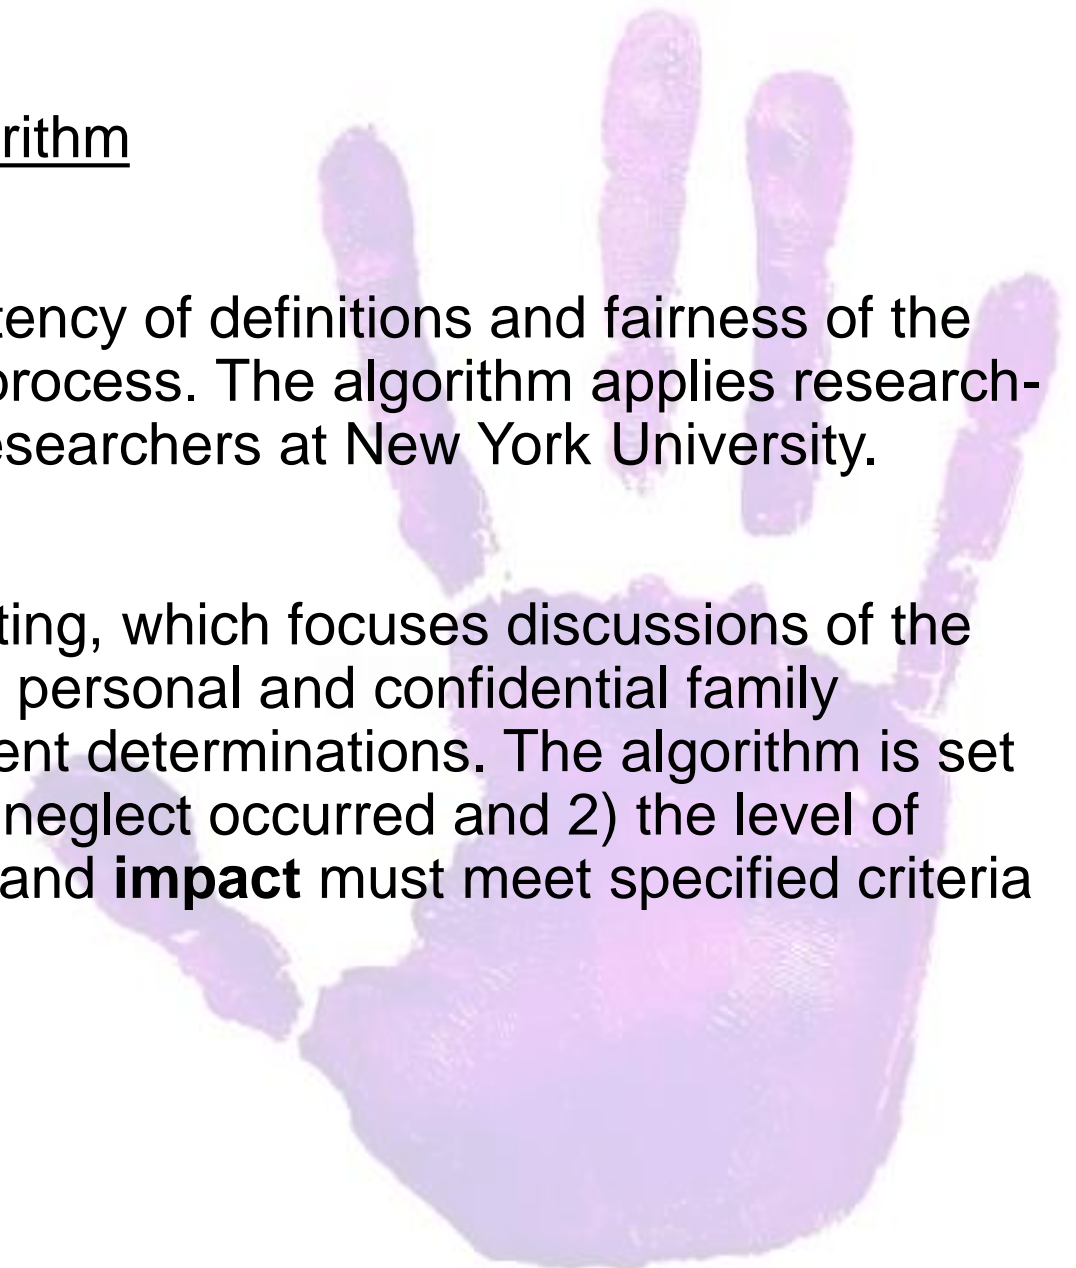 rithm
tency of definitions and fairness of the
process. The algorithm applies research-
esearchers at New York University.
ting, which focuses discussions of the
personal and confidential family
ent determinations. The algorithm is set
neglect occurred and 2) the level of
and impact must meet specified criteria